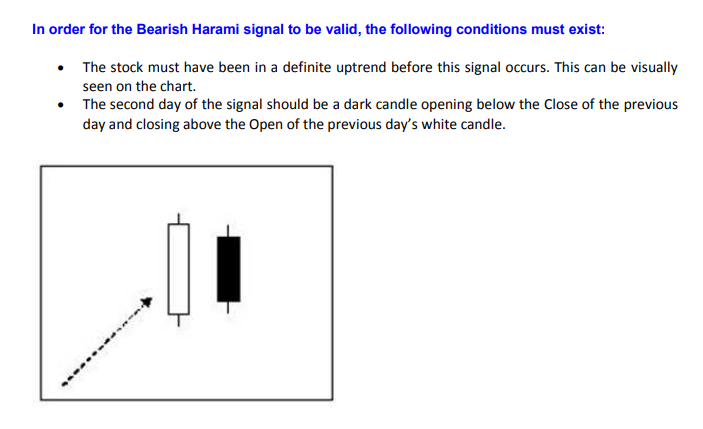 In order for the Bearish Harami signal to be valid, the following conditions must exist:
• The stock must have been in a definite uptrend before this signal occurs. This can be visually
seen on the chart.
• The second day of the signal should be a dark candle opening below the Close of the previous
day and closing above the Open of the previous day’s white candle.